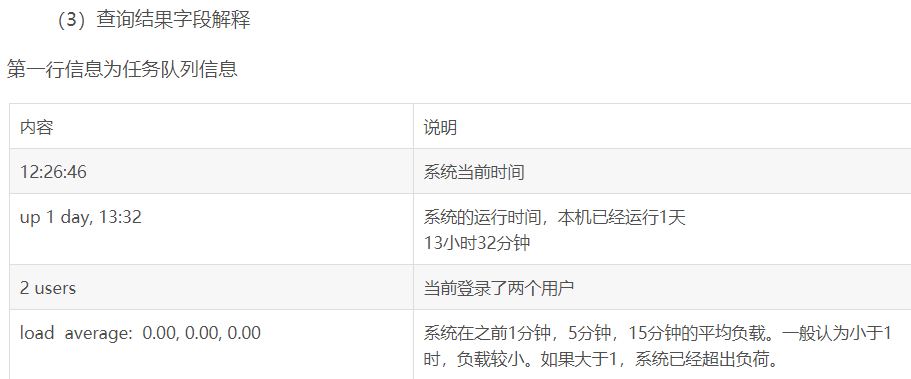 （3）查询结果字段解释
第一行信息为任务队列信息
内容 说明
12:26:46 系统当前时间
up 1 day, 13:32 系统的运行时间，本机已经运行1天
13小时32分钟
2 users 当前登录了两个用户
load  average:  0.00, 0.00, 0.00 系统在之前1分钟，5分钟，15分钟的平均负载。一般认为小于1
时，负载较小。如果大于1，系统已经超出负荷。